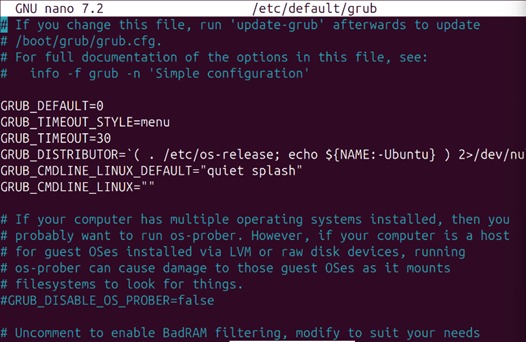 GNU nano 7.2 /etc/default/grub
# If you change this file, run 'update-grub' afterwards to update
# /boot/grub/grub.cfg.
# For full documentation of the options in this file, see:
#   info -f grub -n 'Simple configuration'
GRUB_DEFAULT=0
GRUB_TIMEOUT_STYLE=menu
GRUB_TIMEOUT=30
GRUB_DISTRIBUTOR=`( . /etc/os-release; echo ${NAME:-Ubuntu} ) 2>/dev/nu
GRUB_CMDLINE_LINUX_DEFAULT="quiet splash"
GRUB_CMDLINE_LINUX=""
# If your computer has multiple operating systems installed, then you
# probably want to run os-prober. However, if your computer is a host
# for guest OSes installed via LVM or raw disk devices, running
# os-prober can cause damage to those guest OSes as it mounts
# filesystems to look for things.
#GRUB_DISABLE_OS_PROBER=false
# Uncomment to enable BadRAM filtering, modify to suit your needs